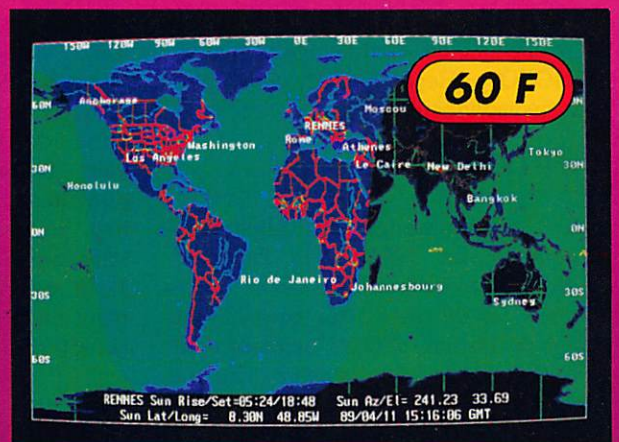 150W 120W 90W 60W 30W 0E 30E 60E 90E 120E 150E
60 F
60N
Anchorage
Moscou
RENNES
Washington
Rome
Athenes
Tokyo
Los Angeles
Le Caire
New Delhi
30N
30N
Honolulu
Bangkok
0N
0N
Rio de Janeiro
Johannesbourg
30S
30S
Sydney
60S
60S
RENNES Sun Rise/Set=05:24/18:48 Sun Az/El= 241.23 33.69
Sun Lat/Long= 8.30N 48.85W 89/04/11 15:16:06 GMT